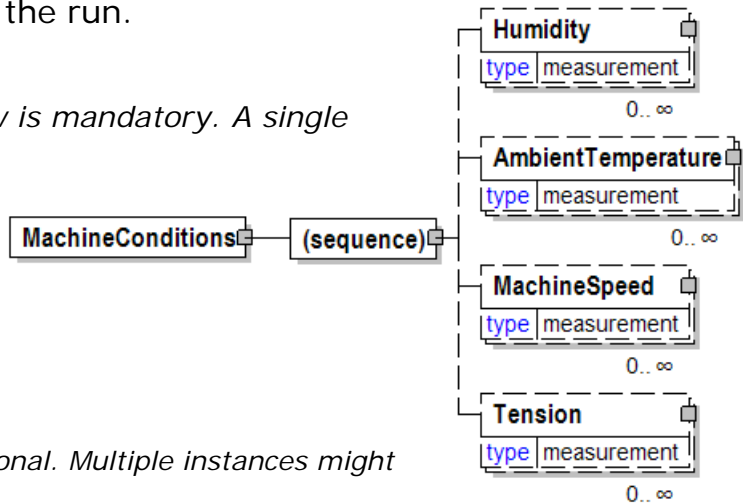 the run.
is mandatory. A single
MachineConditions
(sequence)
Humidity
type measurement
0.. ∞
AmbientTemperature
type measurement
0.. ∞
MachineSpeed
type measurement
0.. ∞
Tension
type measurement
0.. ∞
Multiple instances might